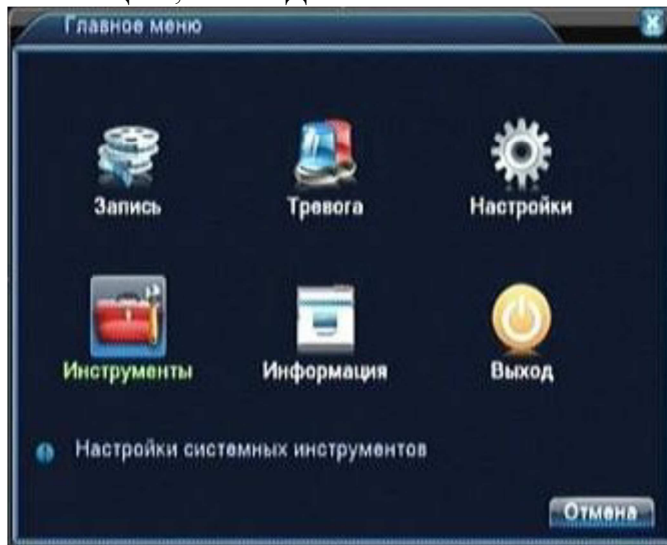 Главное меню
Запись Тревога Настройки
Инструменты Информация Выход
Настройки системных инструментов
Отмена